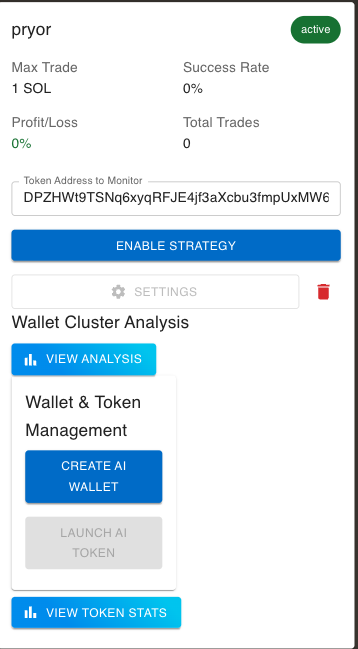 pryor
active
Max Trade
Success Rate
1 SOL
0%
Profit/Loss
Total Trades
0%
0
Token Address to Monitor
DPZHWt9TSNq6xyqRFJE4jf3aXcbu3fmpUxMW6
ENABLE STRATEGY
SETTINGS
Wallet Cluster Analysis
VIEW ANALYSIS
Wallet & Token
Management
CREATE AI
WALLET
LAUNCH AI
TOKEN
VIEW TOKEN STATS